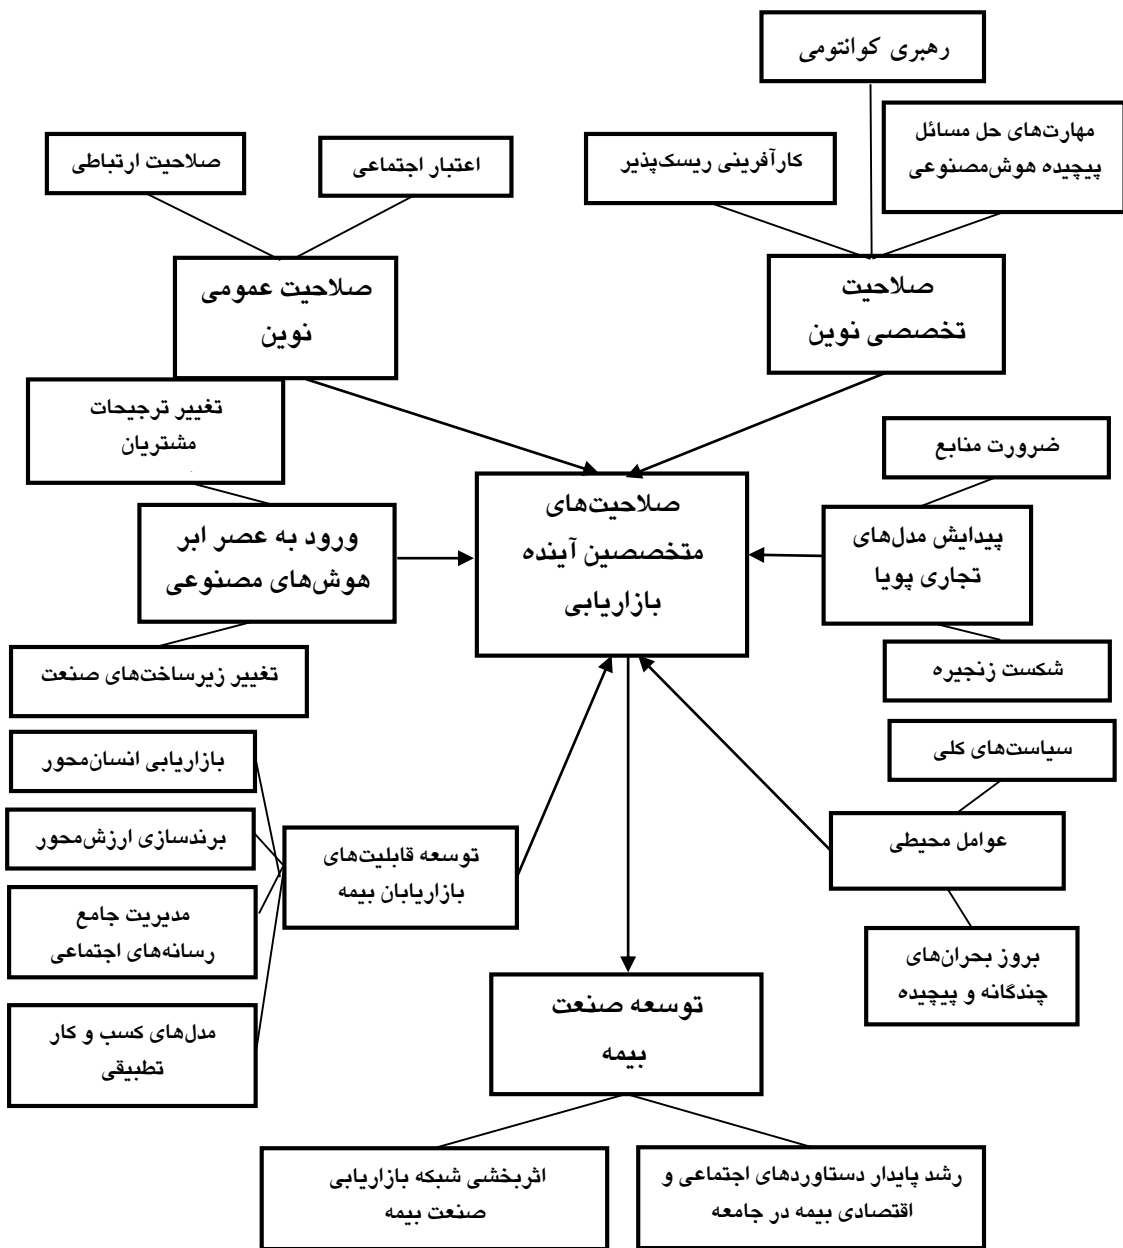 رهبری کوانتومی
مهارت‌های حل مسائل
پیچیده هوش‌مصنوعی
کارآفرینی ریسک‌پذیر
اعتبار اجتماعی
صلاحیت ارتباطی
صلاحیت
تخصصی نوین
صلاحیت عمومی
نوین
تغییر ترجیحات
مشتریان
ضرورت منابع
صلاحیت‌های
متخصصین آینده
بازاریابی
پیدایش مدل‌های
تجاری پویا
ورود به عصر ابر
هوش‌های مصنوعی
شکست زنجیره
تغییر زیرساخت‌های صنعت
سیاست‌های کلی
عوامل محیطی
بروز بحران‌های
چندگانه و پیچیده
بازاریابی انسان‌محور
برندسازی ارزش‌محور
توسعه قابلیت‌های
بازاریابان بیمه
مدیریت جامع
رسانه‌های اجتماعی
مدل‌های کسب و کار
تطبیقی
توسعه صنعت
بیمه
رشد پایدار دستاوردهای اجتماعی و
اقتصادی بیمه در جامعه
اثربخشی شبکه بازاریابی
صنعت بیمه